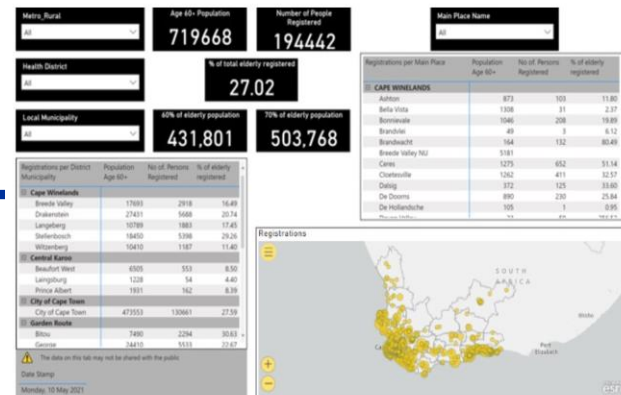 Metro_Rural
All
Age 60+ Population
719668
Number of People
Registered
194442
Main Place Name
All
Health District
All
% of total elderly registered
27.02
Local Municipality
All
60% of elderly population
431,801
70% of elderly population
503,768
Registrations per Main Place Population Age 60+ No of. Persons Registered % of elderly registered
CAPE WINELANDS
Ashton 873 103 11.80
Bella Vista 1308 31 2.37
Bonnievale 1046 208 19.89
Brandvlei 49 3 6.12
Brandwacht 164 132 80.49
Breede Valley NU 5181
Ceres 1275 652 51.14
Cloetesville 1262 411 32.57
Dalsig 372 125 33.60
De Doorns 890 230 25.84
De Hollandsche 105 1 0.95
Registrations per District Municipality Population Age 60+ No of. Persons Registered % of elderly registered
Cape Winelands
Breede Valley 17693 2918 16.49
Drakenstein 27431 5688 20.74
Langeberg 10789 1883 17.45
Stellenbosch 18450 5398 29.26
Witzenberg 10410 1187 11.40
Central Karoo
Beaufort West 6505 553 8.50
Laingsburg 1228 54 4.40
Prince Albert 1931 162 8.39
City of Cape Town
City of Cape Town 473553 130661 27.59
Garden Route
Bitou 7490 2294 30.63
George 24410 5533 22.67
The data on this tab may not be shared with the public
Date Stamp
Monday, 10 May 2021
Registrations
SOUTH
AFRICA
Port
Elizabeth
esri